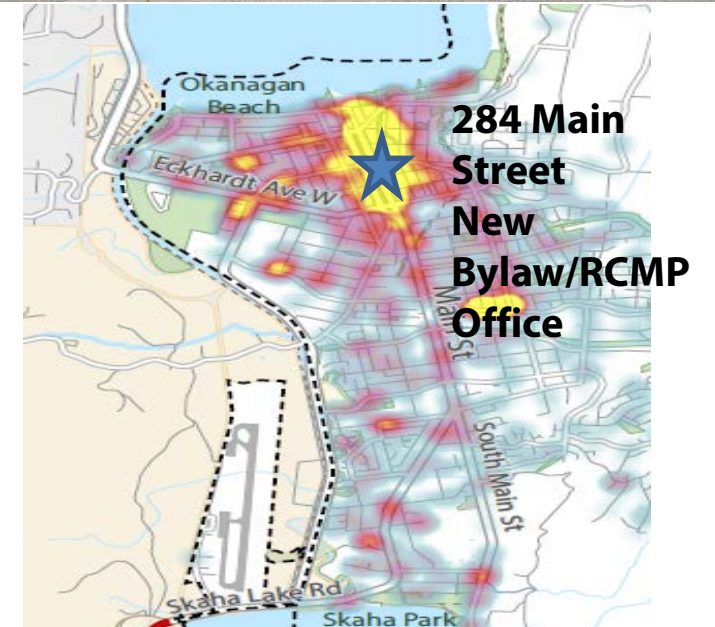 Okanagan
Beach
284 Main
Street
New
Bylaw/RCMP
Office
Eckhardt Ave W
Main St
South Main St
Skaha Lake Rd
Skaha Park